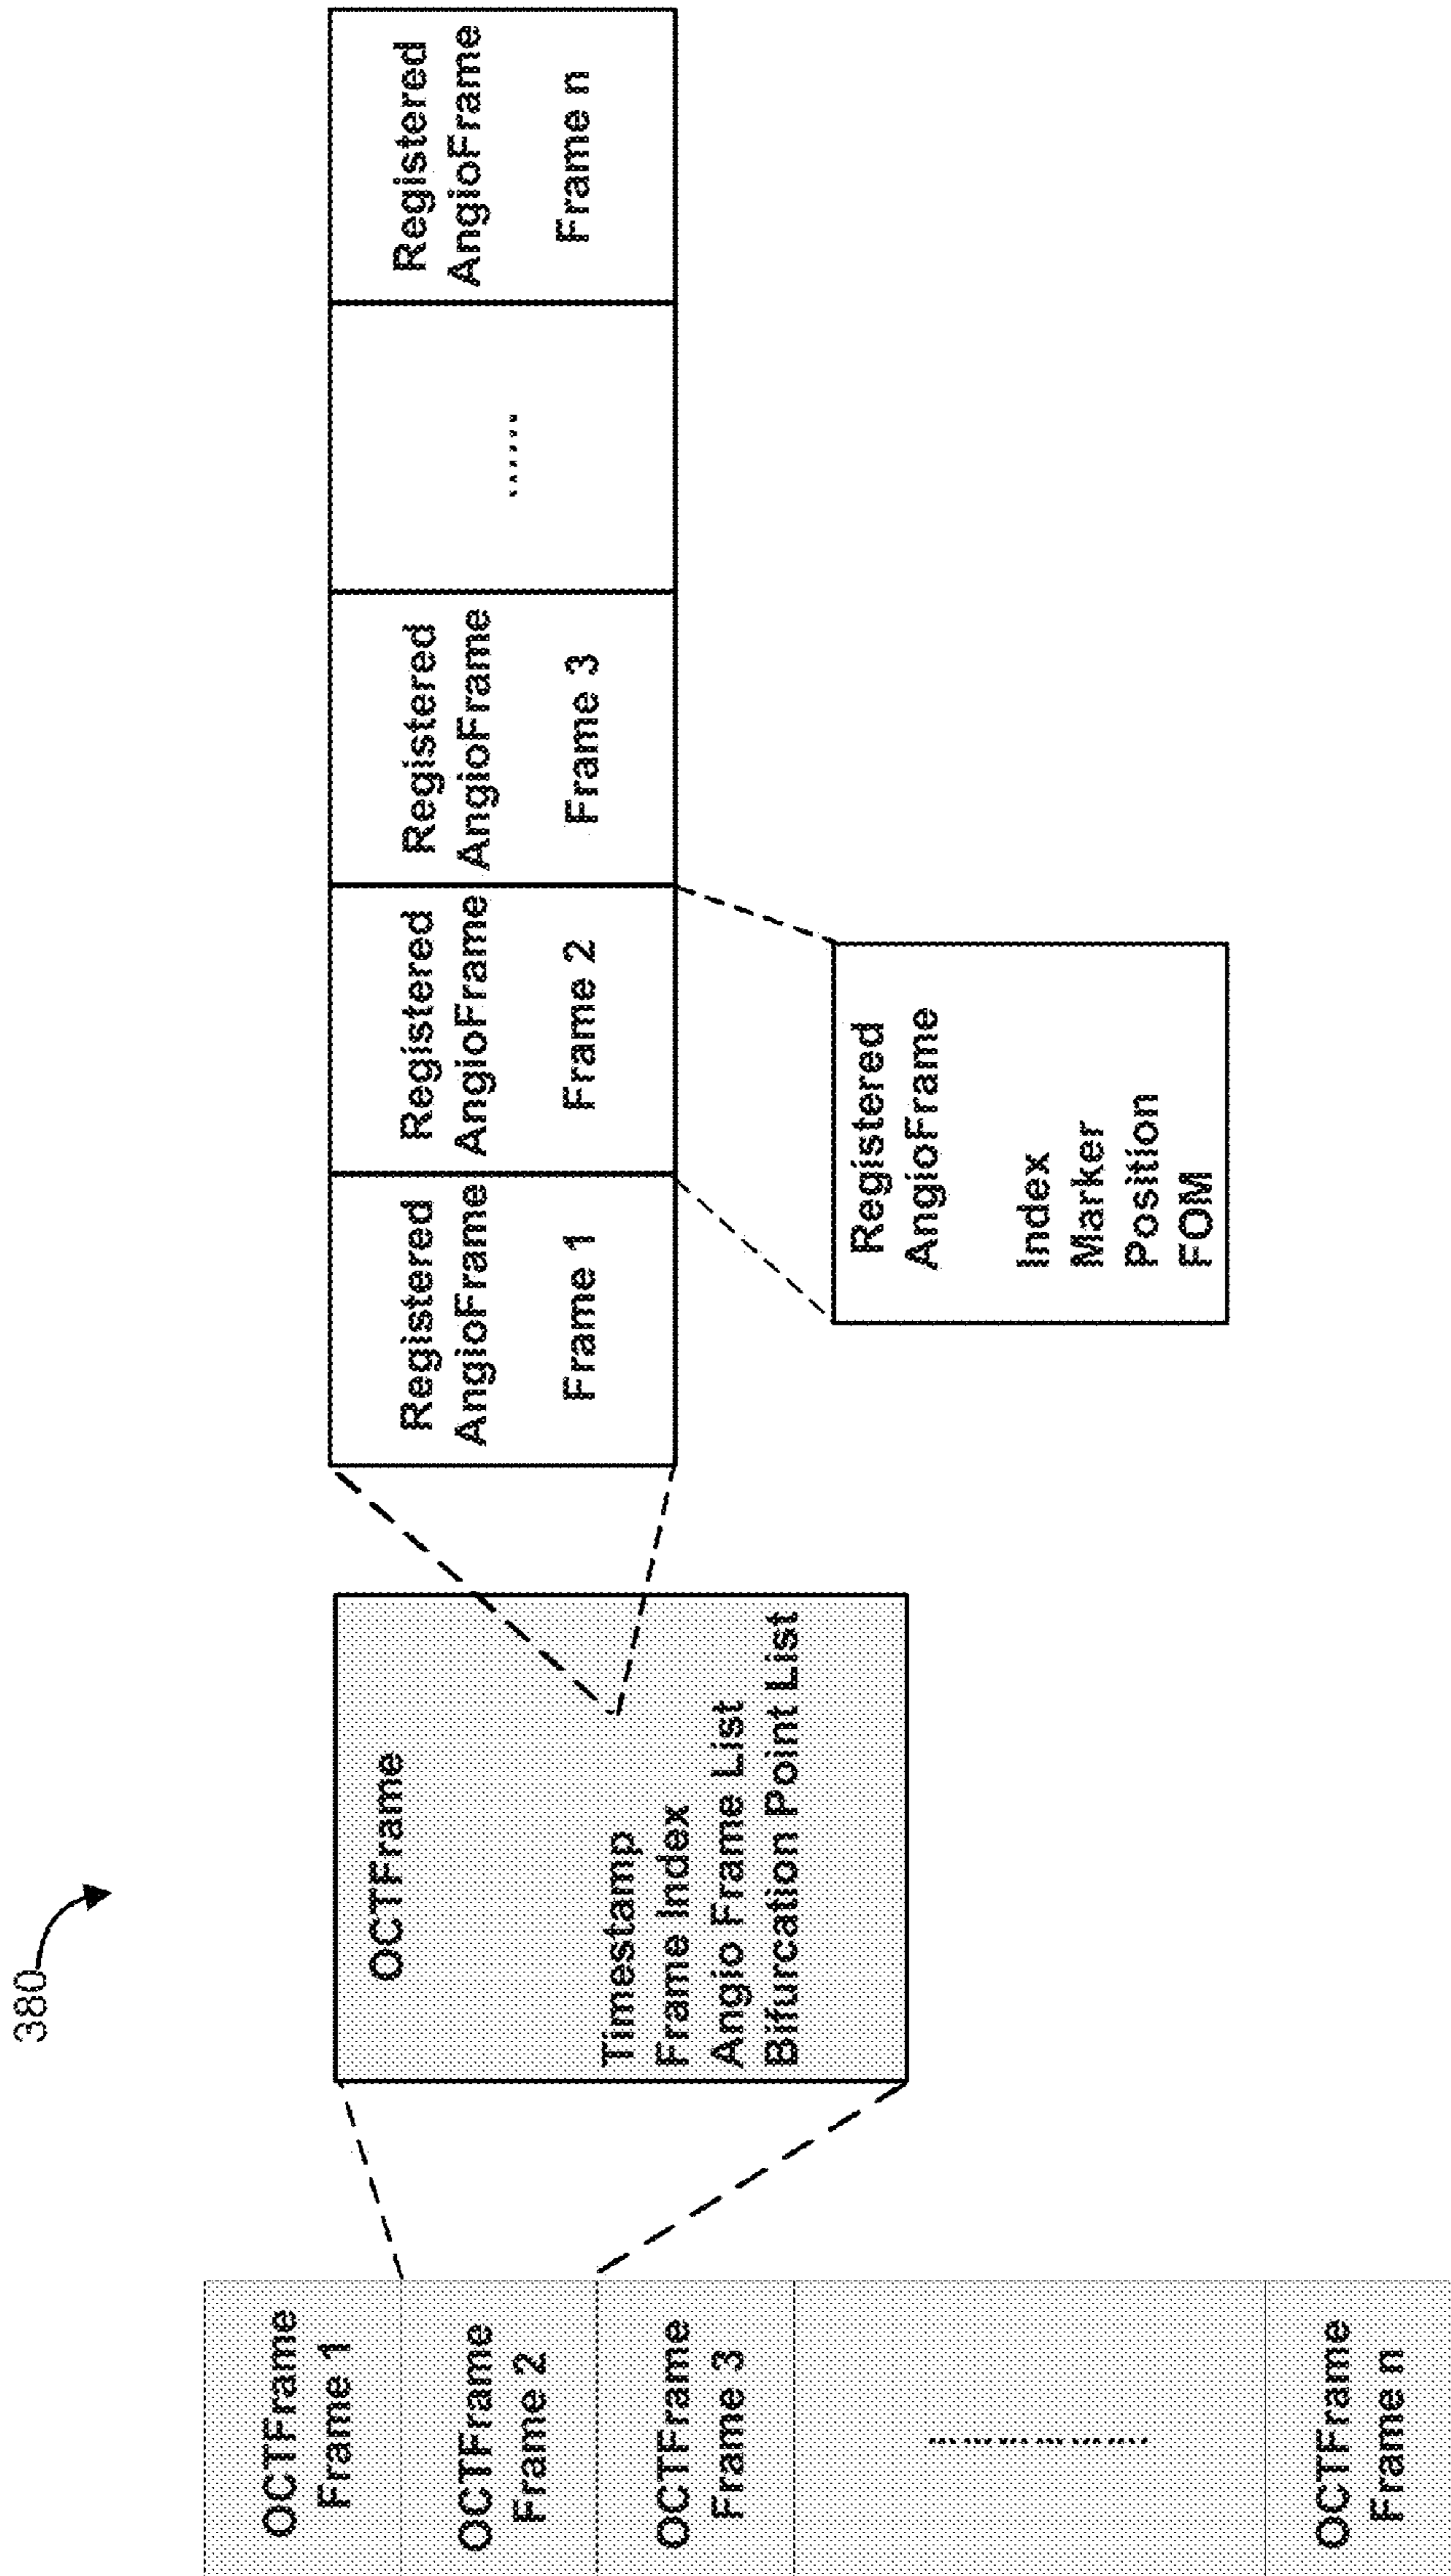 380
OCTFrame
Frame 1
OCTFrame
Frame 2
OCTFrame
Frame 3
..................
OCTFrame
Frame n
OCTFrame
Timestamp
Frame Index
Angio Frame List
Bifurcation Point List
Registered
AngioFrame
Frame 1
Registered
AngioFrame
Frame 2
Registered
AngioFrame
Frame 3
......
Registered
AngioFrame
Frame n
Registered
AngioFrame
Index
Marker
Position
FOM